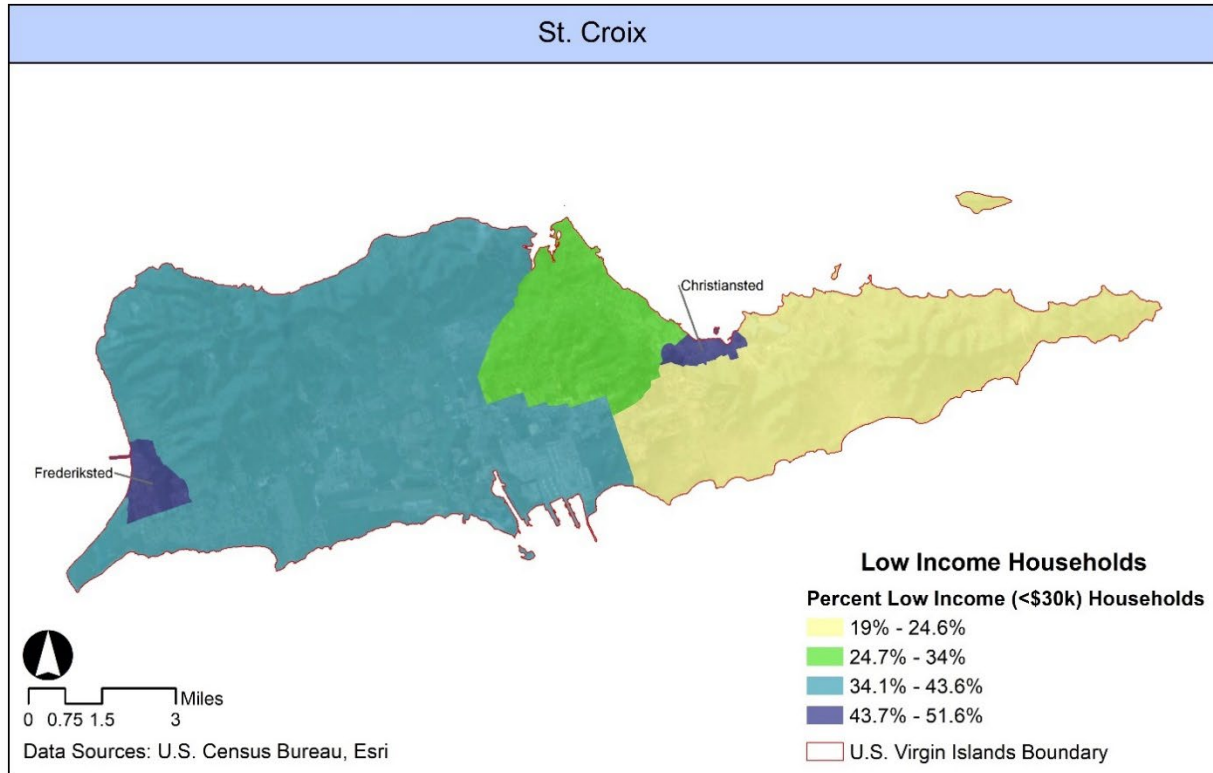 St. Croix
Christiansted
Frederiksted
Low Income Households
Percent Low Income (<$30k) Households
19% - 24.6%
24.7% - 34%
34.1% - 43.6%
43.7% - 51.6%
U.S. Virgin Islands Boundary
Miles
0 0.75 1.5 3
Data Sources: U.S. Census Bureau, Esri